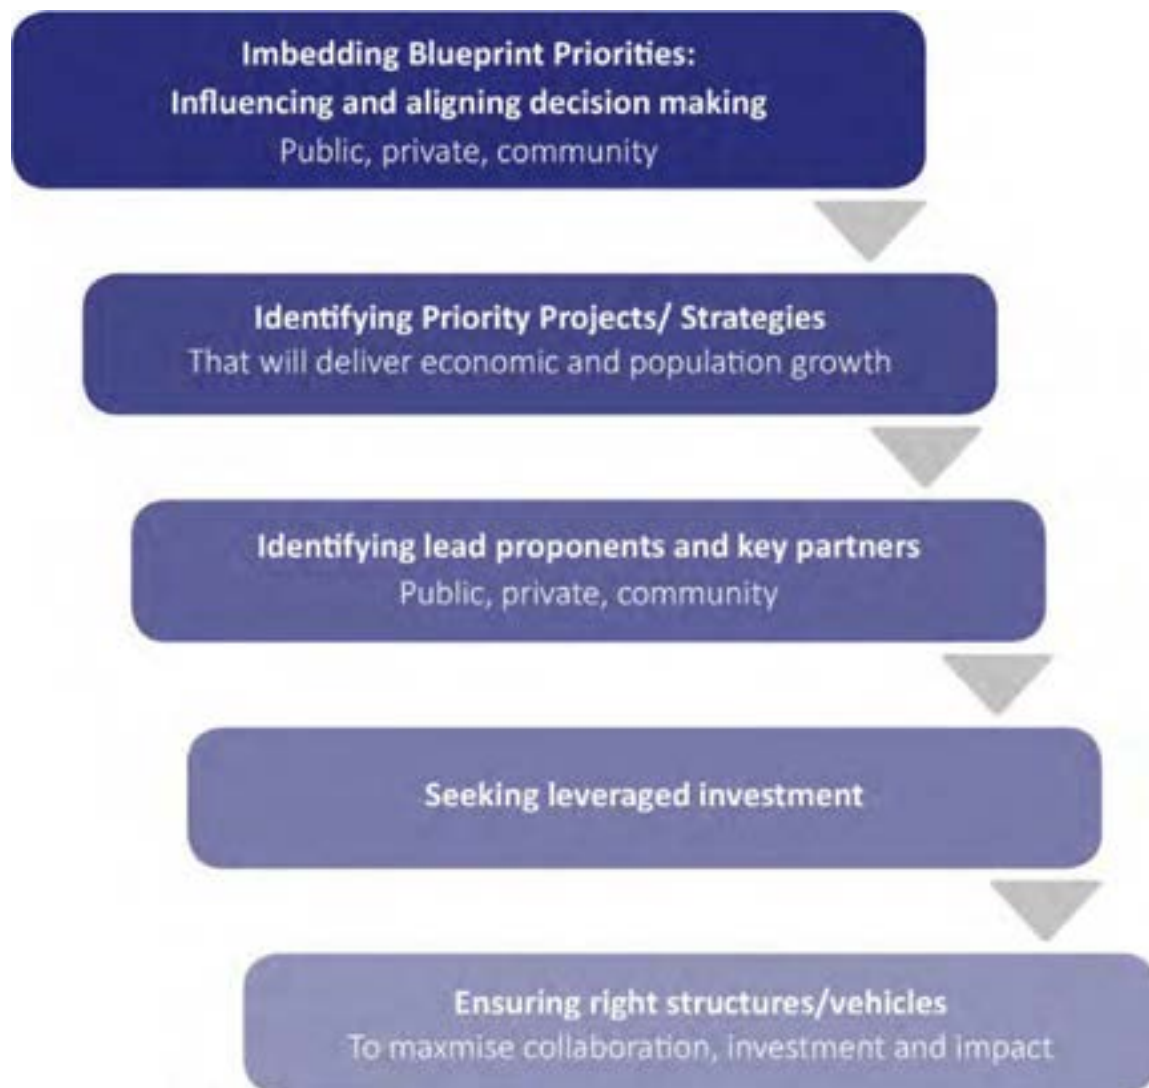 Imbedding Blueprint Priorities:
Influencing and aligning decision making
Public, private, community
Identifying Priority Projects/ Strategies
That will deliver economic and population growth
Identifying lead proponents and key partners
Public, private, community
Seeking leveraged investment
Ensuring right structures/vehicles
To maxmise collaboration, investment and impact